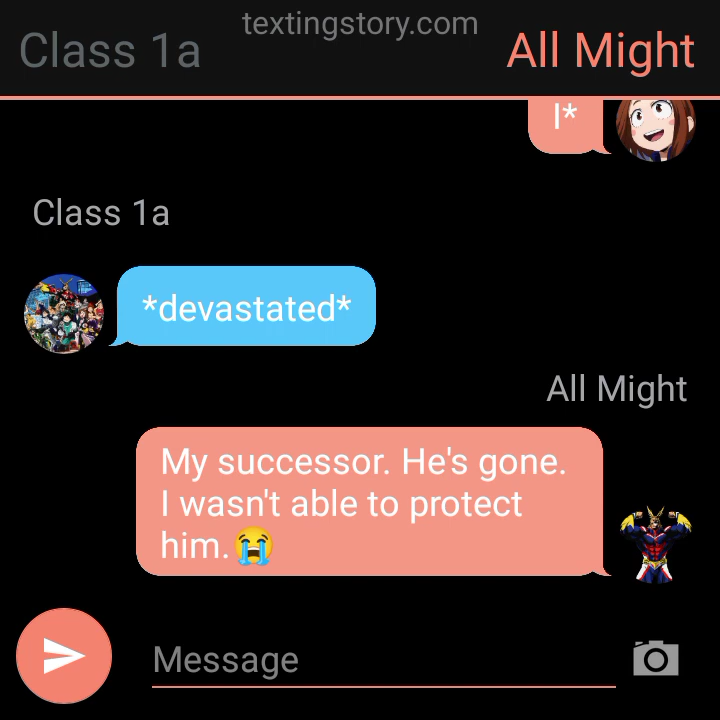 textingstory.com
Class 1a
All Might
I*
Class 1a
*devastated*
All Might
My successor. He's gone.
I wasn't able to protect
him.😭
Message